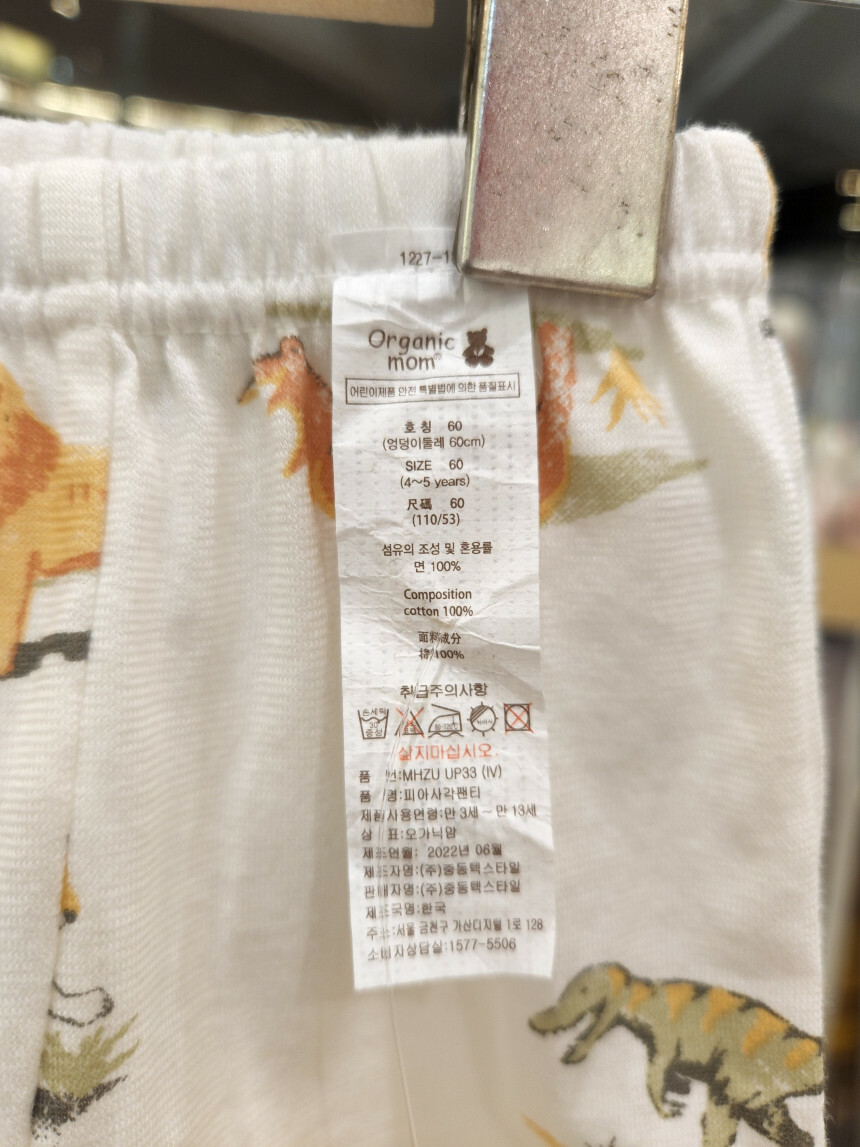 1227-1
Organic
mom®
어린이제품 안전 특별법에 의한 품질표시
호 칭 60
(엉덩이둘레 60cm)
SIZE 60
(4~5 years)
尺碼 60
(110/53)
섬유의 조성 및 혼용률
면 100%
Composition
cotton 100%
面料成分
100%
취급주의사항
손세탁
30
중성
삶지마십시오.
품 번:MHZU UP33 (IV)
품 명:피아사각팬티
제품사용연령:만 3세 ~ 만 13세
상 표:오가닉맘
제조연월: 2022년 06월
제조자명:(주)중동텍스타일
판매자명:(주)중동텍스타일
제조국명:한국
주 소:서울 금천구 가산디지털 1로 128
소비자상담실:1577-5506